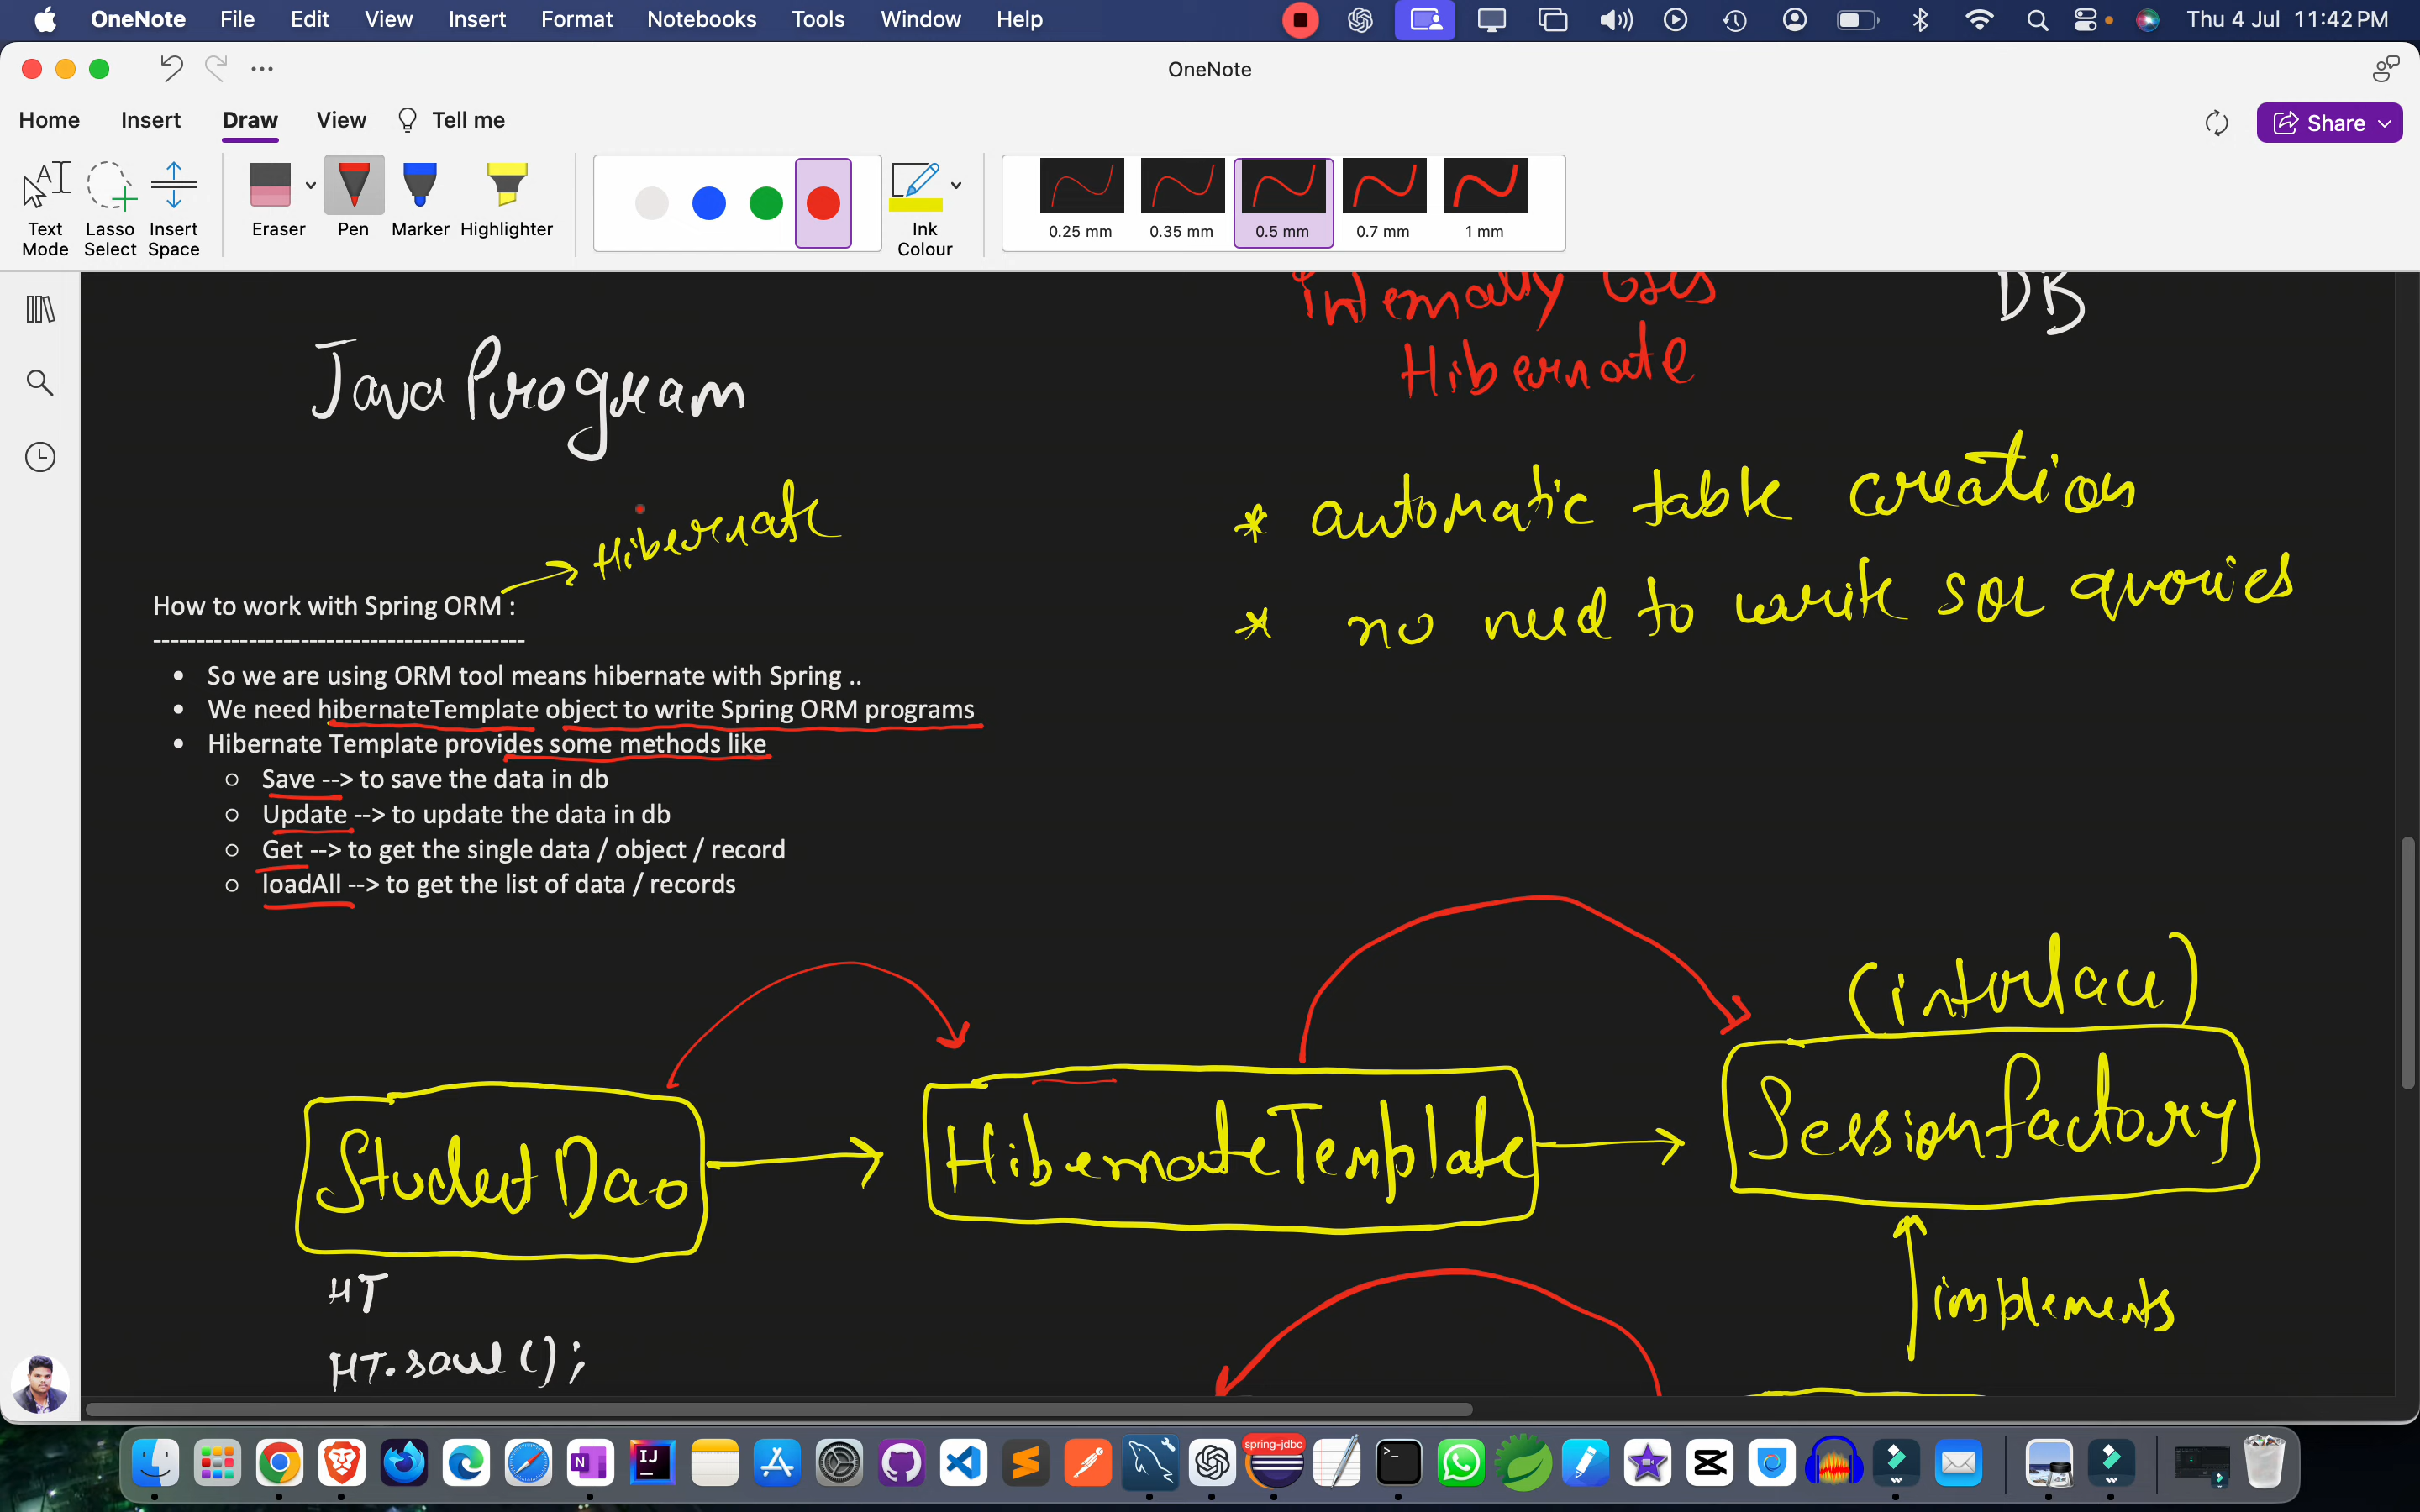 OneNote File Edit View Insert Format Notebooks Tools Window Help Thu 4 Jul 11:42 PM
OneNote
Home Insert Draw View Tell me Share
Text Mode Lasso Select Insert Space Eraser Pen Marker Highlighter Ink Colour 0.25 mm 0.35 mm 0.5 mm 0.7 mm 1 mm
Internally Uses DB
Hibernate
Java Program
* automatic table creation
Hibernate
* no need to write SQL queries
How to work with Spring ORM :
-------------------------------------------
• So we are using ORM tool means hibernate with Spring ..
• We need hibernateTemplate object to write Spring ORM programs
• Hibernate Template provides some methods like
○ Save --> to save the data in db
○ Update --> to update the data in db
○ Get --> to get the single data / object / record
○ loadAll --> to get the list of data / records
(interface)
StudentDao HibernateTemplate SessionFactory
HT
implements
HT.save();
spring-jdbc